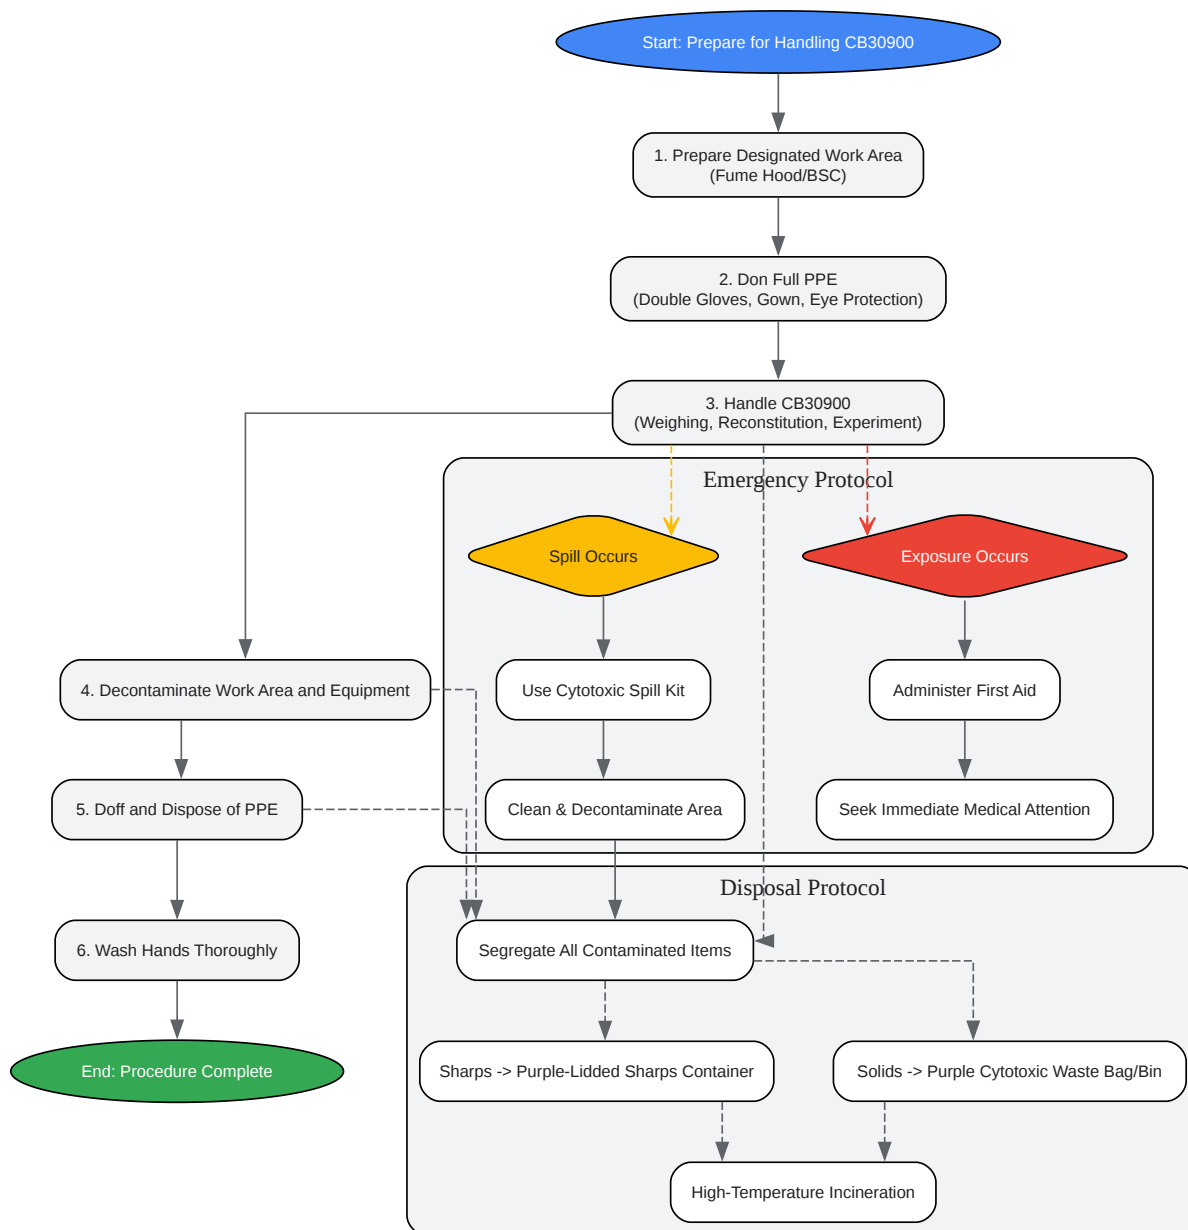 Start: Prepare for Handling CB30900
1. Prepare Designated Work Area
(Fume Hood/BSC)
2. Don Full PPE
(Double Gloves, Gown, Eye Protection)
3. Handle CB30900
(Weighing, Reconstitution, Experiment)
Emergency Protocol
Spill Occurs
Exposure Occurs
4. Decontaminate Work Area and Equipment
Use Cytotoxic Spill Kit
Administer First Aid
5. Doff and Dispose of PPE
Clean & Decontaminate Area
Seek Immediate Medical Attention
Disposal Protocol
6. Wash Hands Thoroughly
Segregate All Contaminated Items
End: Procedure Complete
Sharps -> Purple-Lidded Sharps Container
Solids -> Purple Cytotoxic Waste Bag/Bin
High-Temperature Incineration